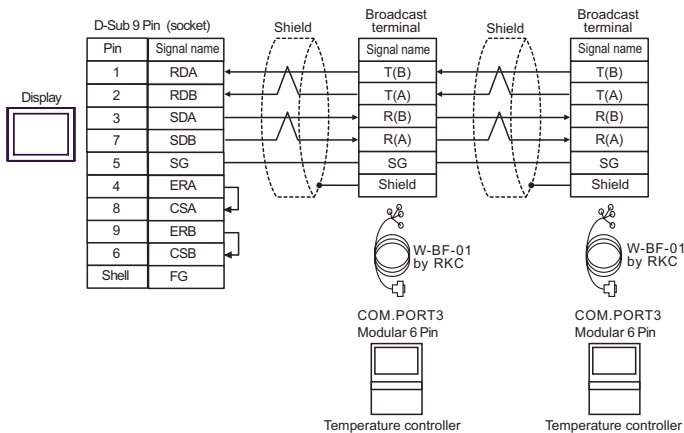 D-Sub 9 Pin (socket)
Shield
Broadcast
terminal
Shield
Broadcast
terminal
Pin Signal name
Signal name
Signal name
1 RDA
T(B)
T(B)
2 RDB
T(A)
T(A)
Display
3 SDA
R(B)
R(B)
7 SDB
R(A)
R(A)
5 SG
SG
SG
4 ERA
Shield
Shield
8 CSA
9 ERB
6 CSB
Shell FG
W-BF-01
by RKC
W-BF-01
by RKC
COM.PORT3
Modular 6 Pin
COM.PORT3
Modular 6 Pin
Temperature controller
Temperature controller